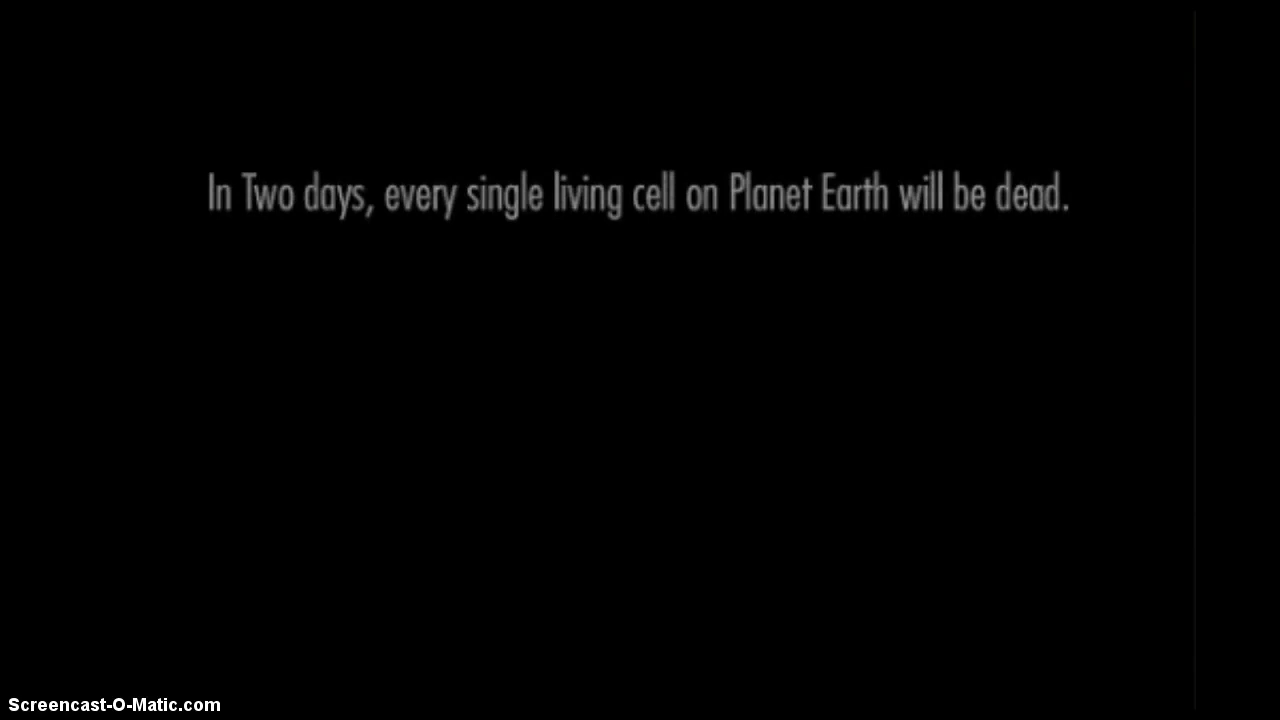 In Two days, every single living cell on Planet Earth will be dead.
Screencast-O-Matic.com